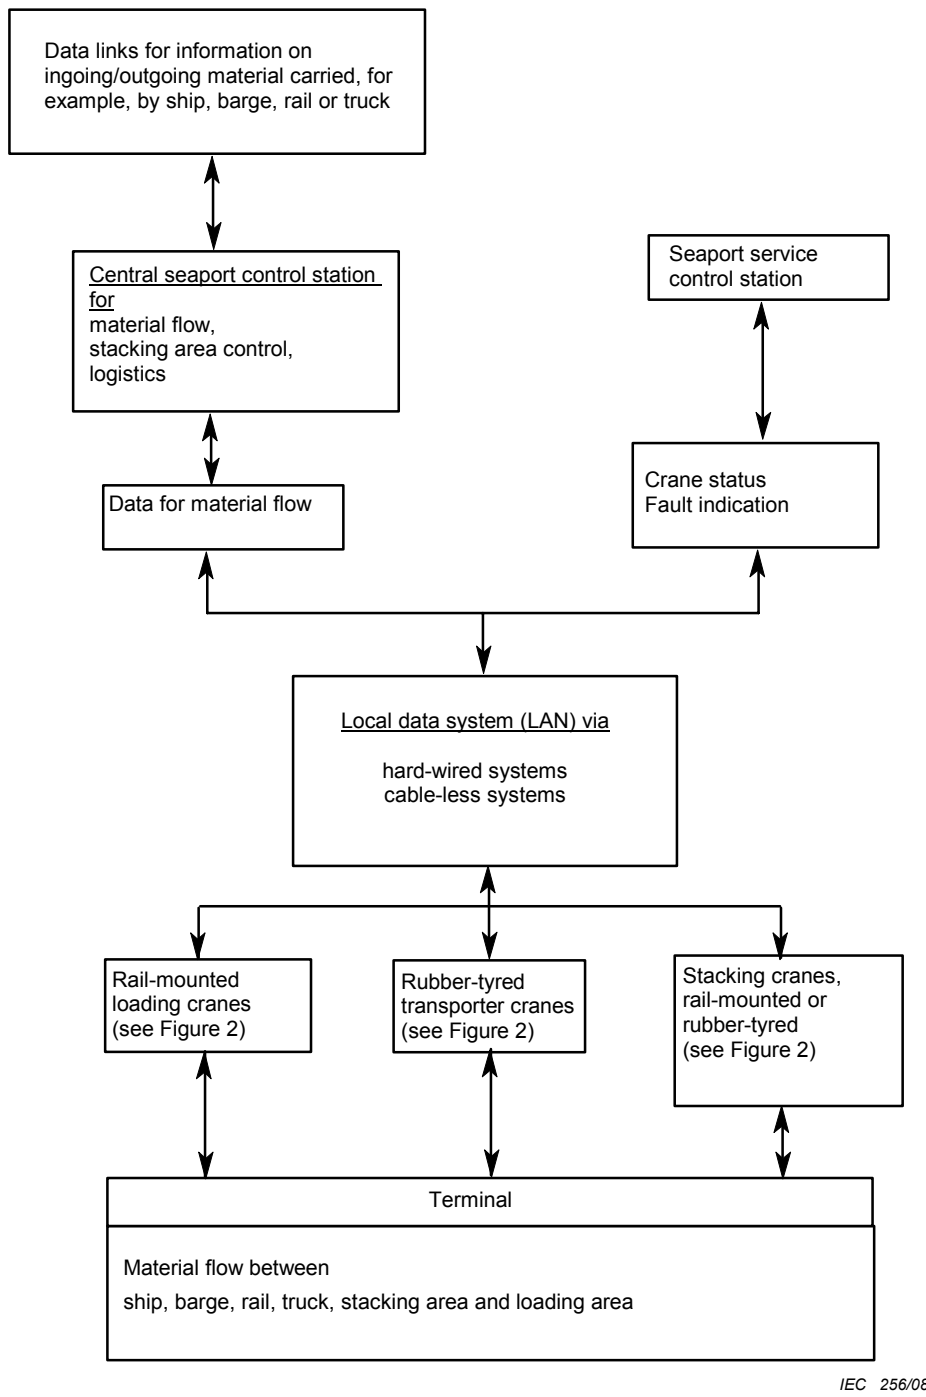 Data links for information on
ingoing/outgoing material carried, for
example, by ship, barge, rail or truck
Central seaport control station
for
material flow,
stacking area control,
logistics
Seaport service
control station
Data for material flow
Crane status
Fault indication
Local data system (LAN) via
hard-wired systems
cable-less systems
Rail-mounted
loading cranes
(see Figure 2)
Rubber-tyred
transporter cranes
(see Figure 2)
Stacking cranes,
rail-mounted or
rubber-tyred
(see Figure 2)
Terminal
Material flow between
ship, barge, rail, truck, stacking area and loading area
IEC 256/08